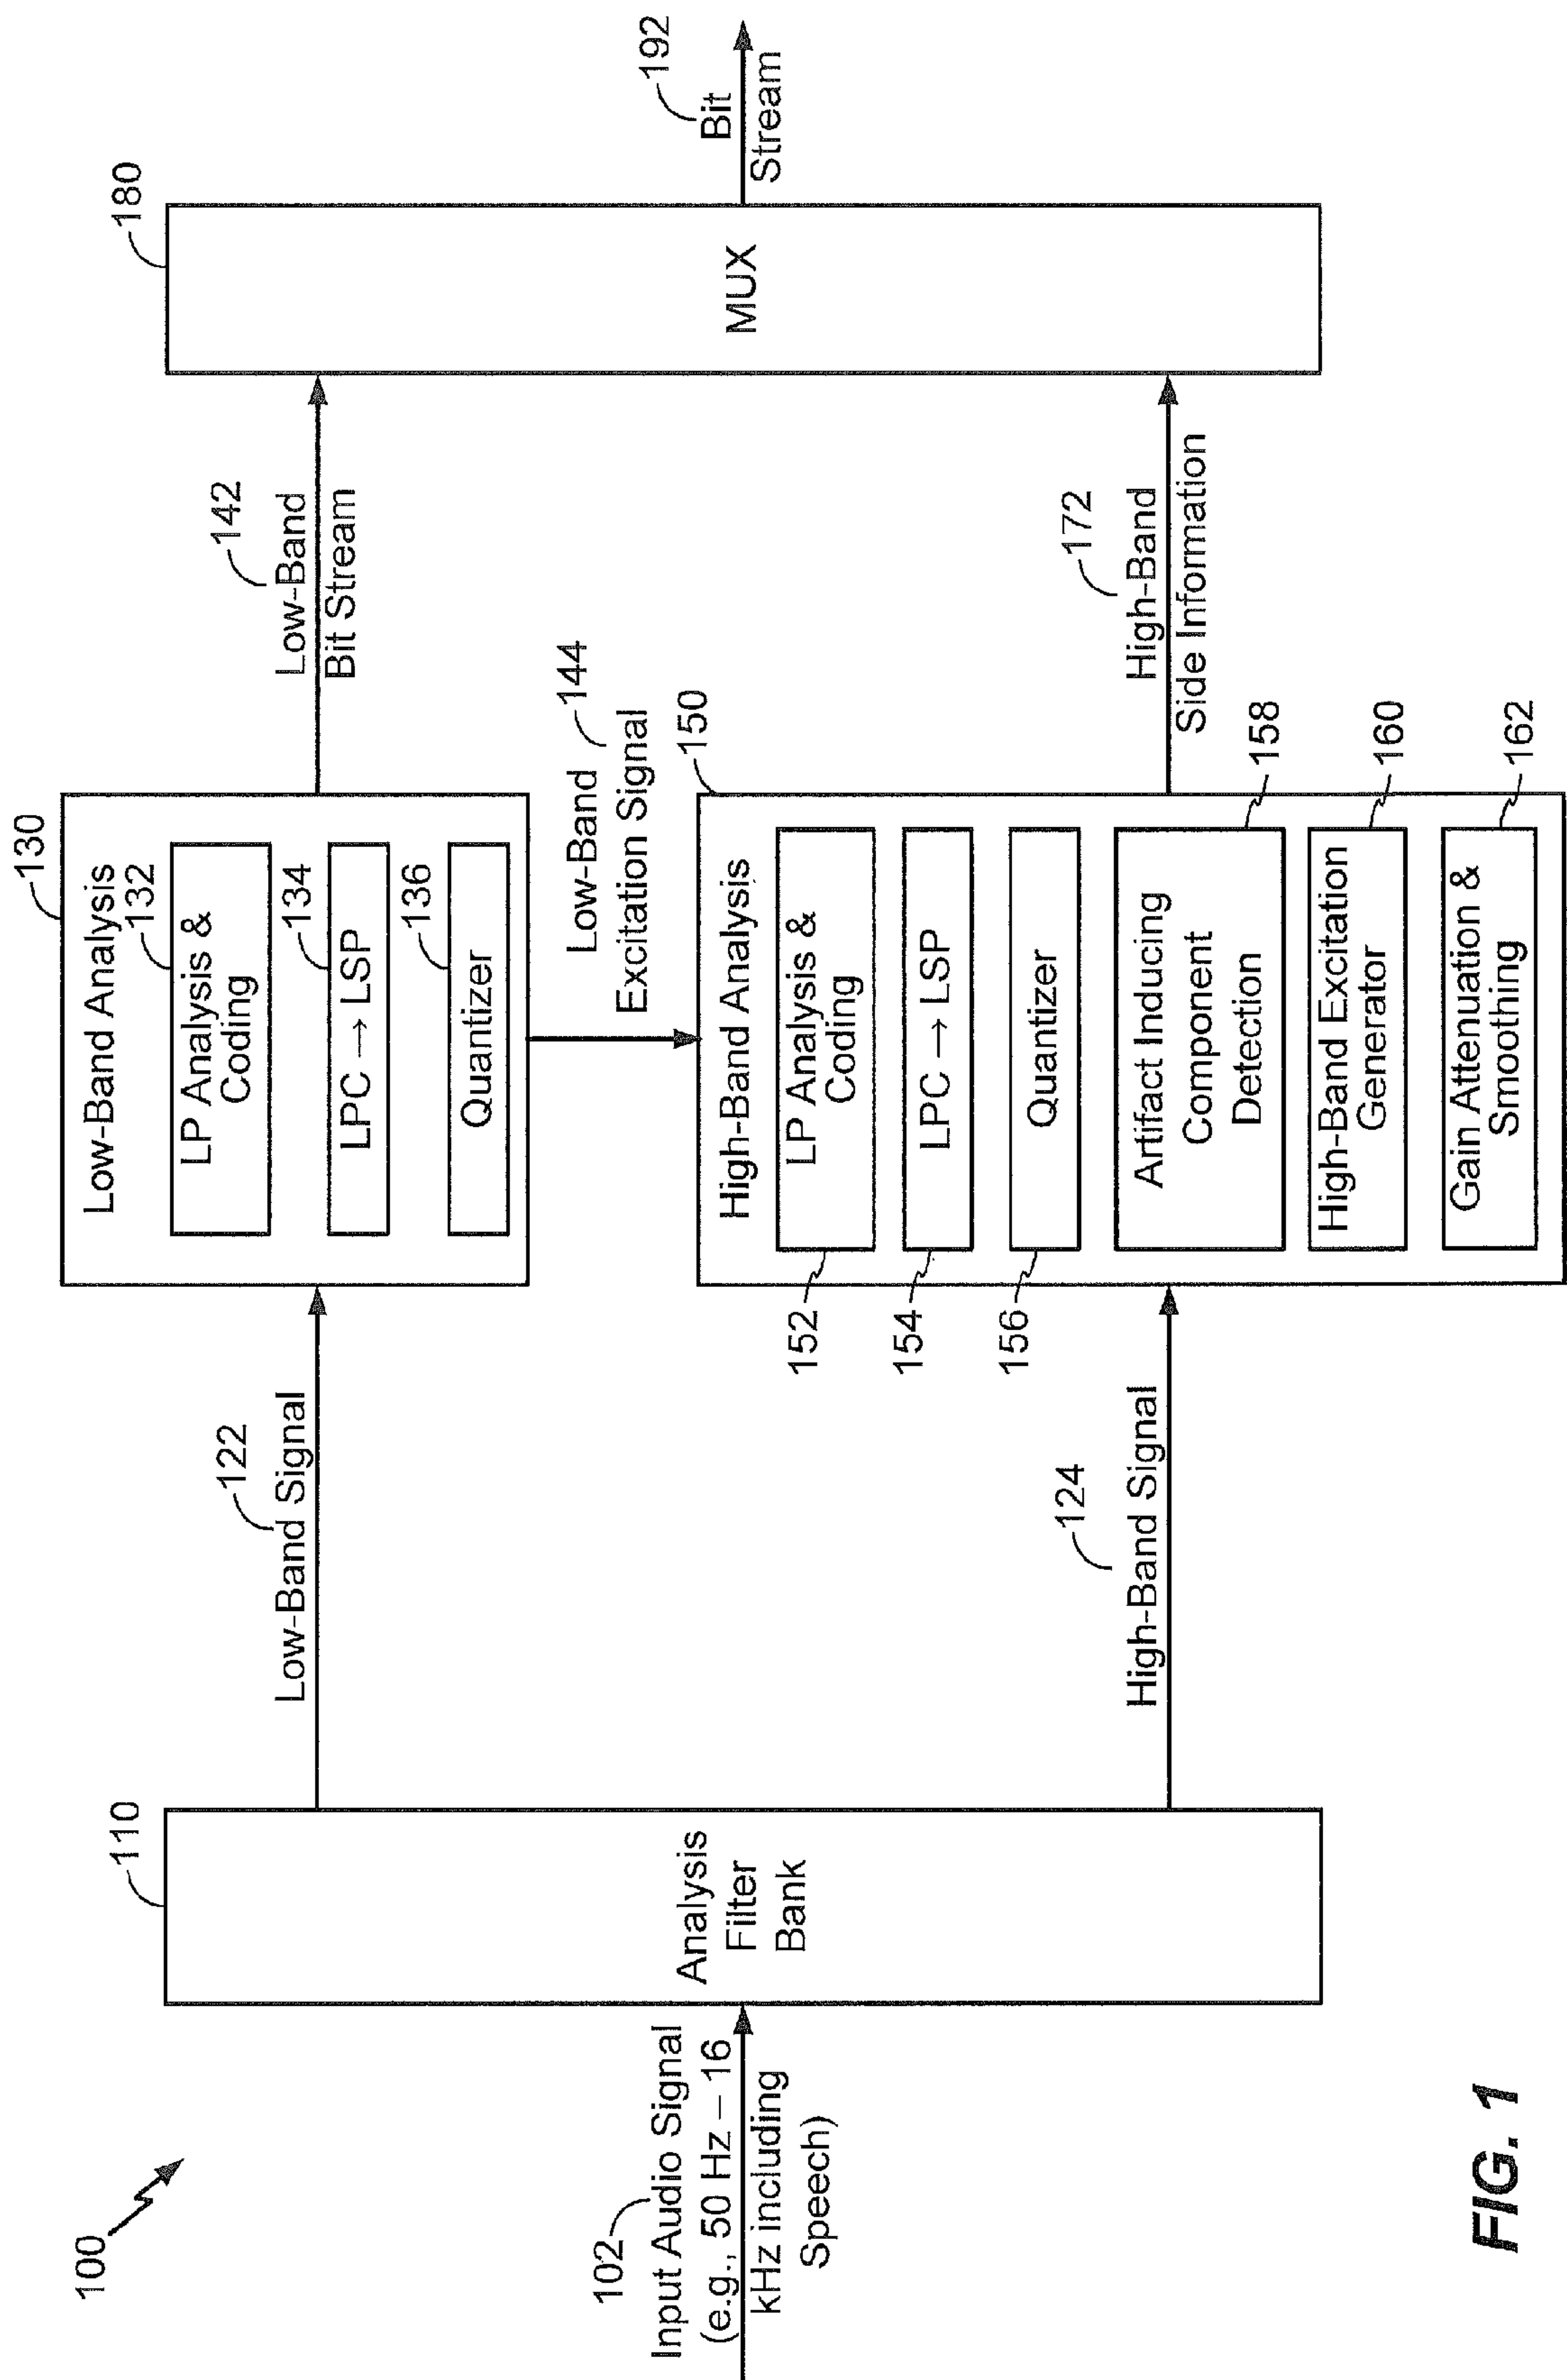 100
102
Input Audio Signal
(e.g., 50 Hz – 16
kHz including
Speech)
110
Analysis
Filter
Bank
122
Low-Band Signal
124
High-Band Signal
130
Low-Band Analysis
132
LP Analysis &
Coding
134
LPC → LSP
136
Quantizer
142
Low-Band
Bit Stream
144
Low-Band
Excitation Signal
150
High-Band Analysis
LP Analysis &
Coding
152
LPC → LSP
154
Quantizer
156
Artifact Inducing
Component
Detection
158
High-Band Excitation
Generator
160
Gain Attenuation &
Smoothing
162
172
High-Band
Side Information
180
MUX
192
Bit
Stream
FIG. 1